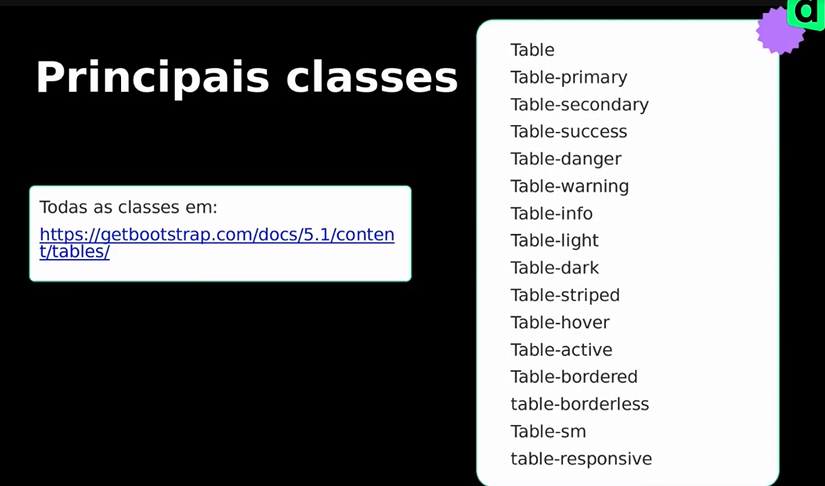 Principais classes
Todas as classes em:
https://getbootstrap.com/docs/5.1/conten
t/tables/
Table
Table-primary
Table-secondary
Table-success
Table-danger
Table-warning
Table-info
Table-light
Table-dark
Table-striped
Table-hover
Table-active
Table-bordered
table-borderless
Table-sm
table-responsive
d